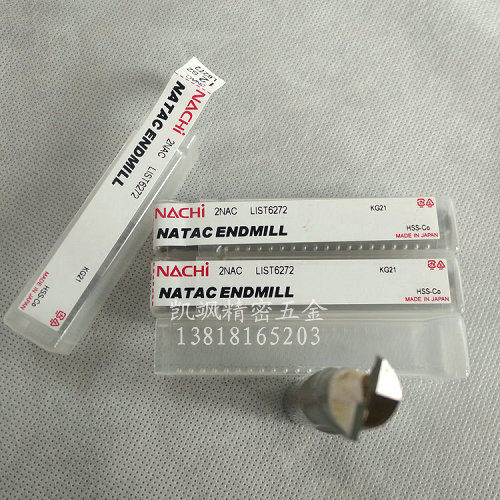 NACHi 2NAC LIST6272 KG21
NATAC ENDMILL HSS-Co
MADE IN JAPAN
NACHi 2NAC LIST6272 KG21
NATAC ENDMILL HSS-Co
MADE IN JAPAN
NACHi 2NAC LIST6272 KG21
NATAC ENDMILL HSS-Co
MADE IN JAPAN
凯飒精密五金
13818165203